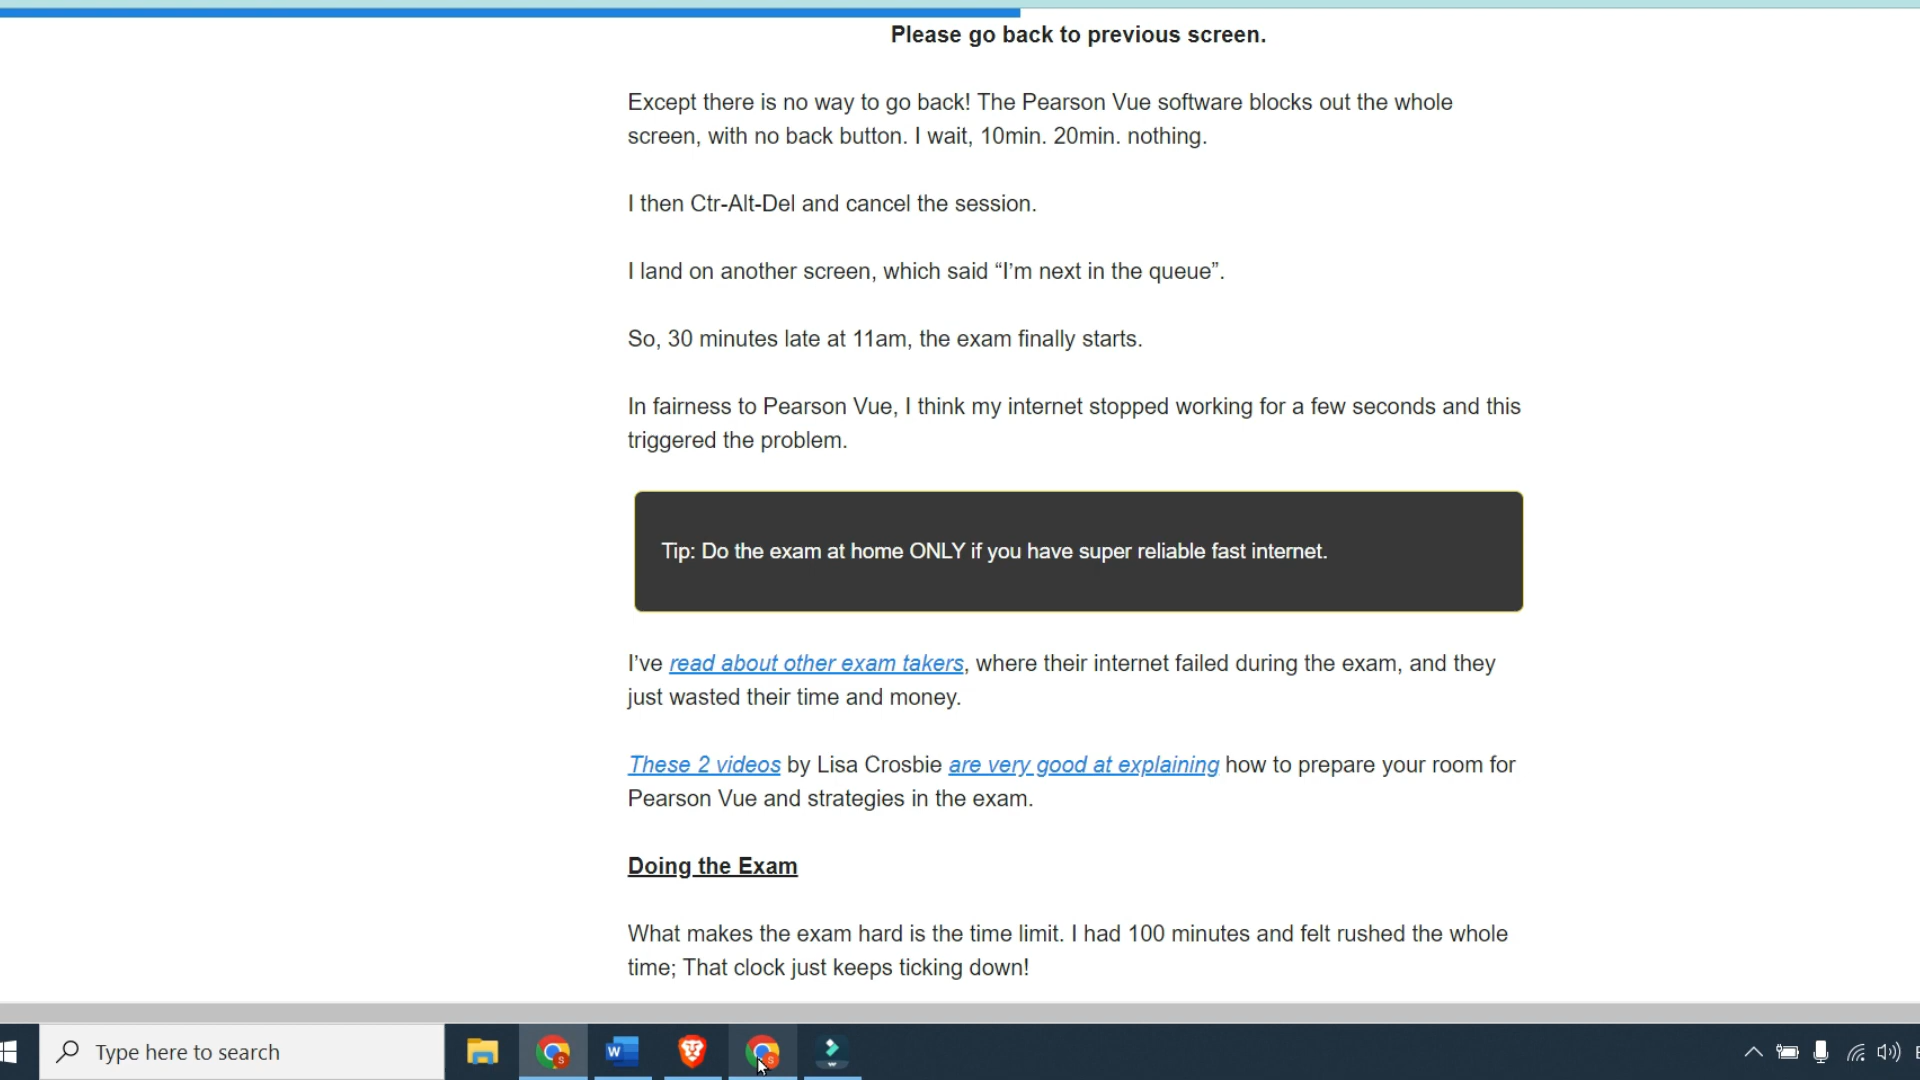 Please go back to previous screen.
Except there is no way to go back! The Pearson Vue software blocks out the whole
screen, with no back button. I wait, 10min. 20min. nothing.
I then Ctr-Alt-Del and cancel the session.
I land on another screen, which said “I’m next in the queue”.
So, 30 minutes late at 11am, the exam finally starts.
In fairness to Pearson Vue, I think my internet stopped working for a few seconds and this
triggered the problem.
Tip: Do the exam at home ONLY if you have super reliable fast internet.
I’ve read about other exam takers, where their internet failed during the exam, and they
just wasted their time and money.
These 2 videos by Lisa Crosbie are very good at explaining how to prepare your room for
Pearson Vue and strategies in the exam.
Doing the Exam
What makes the exam hard is the time limit. I had 100 minutes and felt rushed the whole
time; That clock just keeps ticking down!
Type here to search